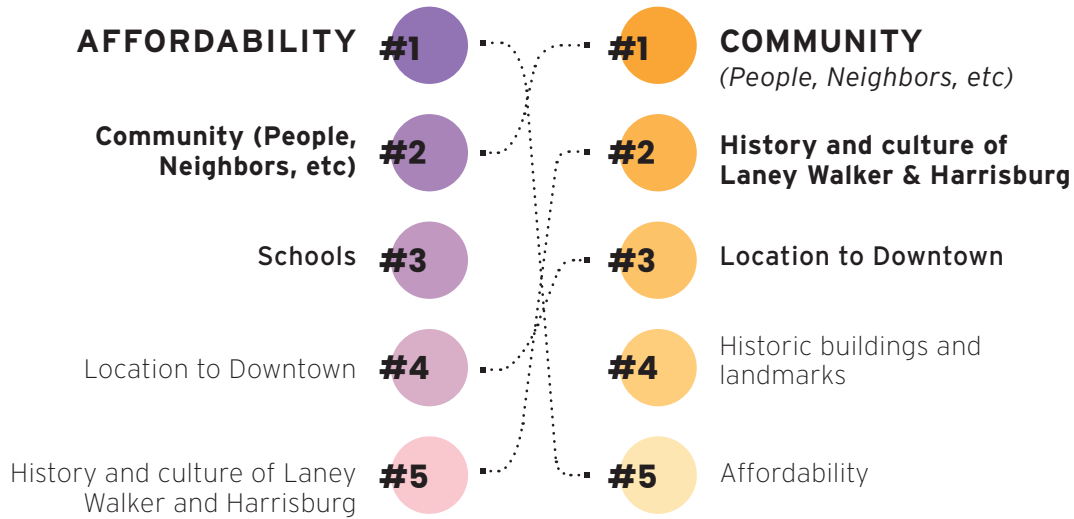 AFFORDABILITY #1
Community (People,
Neighbors, etc) #2
Schools #3
Location to Downtown #4
History and culture of Laney
Walker and Harrisburg #5
#1 COMMUNITY
(People, Neighbors, etc)
#2 History and culture of
Laney Walker & Harrisburg
#3 Location to Downtown
#4 Historic buildings and
landmarks
#5 Affordability